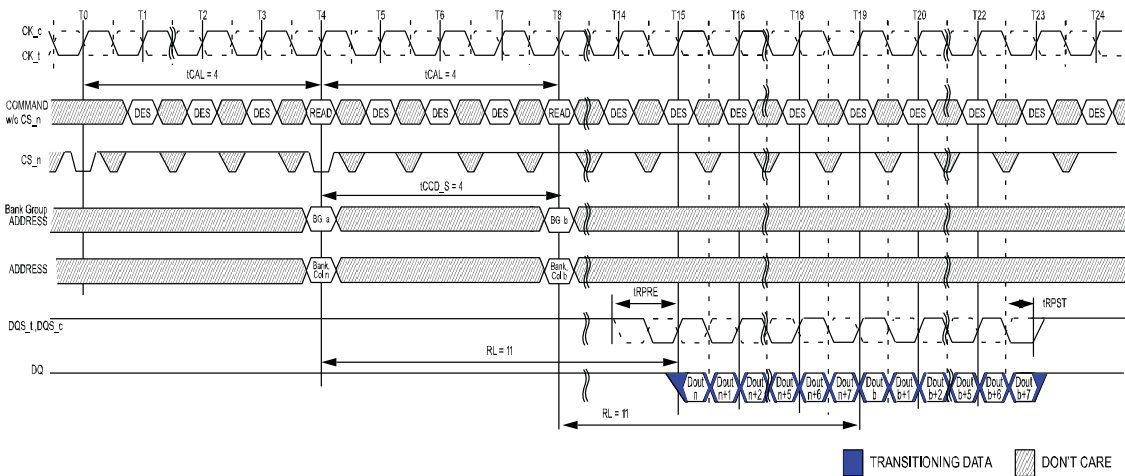 T0 T1 T2 T3 T4 T5 T6 T7 T8 T14 T15 T16 T18 T19 T20 T22 T23 T24
CK_c
CK_t
tCAL = 4 tCAL = 4
COMMAND
w/o CS_n
DES DES DES READ DES DES DES READ DES DES DES DES DES DES DES DES DES
CS_n
tCCD_S = 4
Bank Group
ADDRESS
BG a BG b
ADDRESS
Bank, Bank,
Col n Col b
tRPRE tRPST
DQS_t ,DQS_c
RL = 11
DQ
Dout Dout Dout Dout Dout Dout Dout Dout Dout Dout Dout Dout
n n+1 n+2 n+5 n+6 n+7 b b+1 b+2 b+5 b+6 b+7
RL = 11
TRANSITIONING DATA DON'T CARE